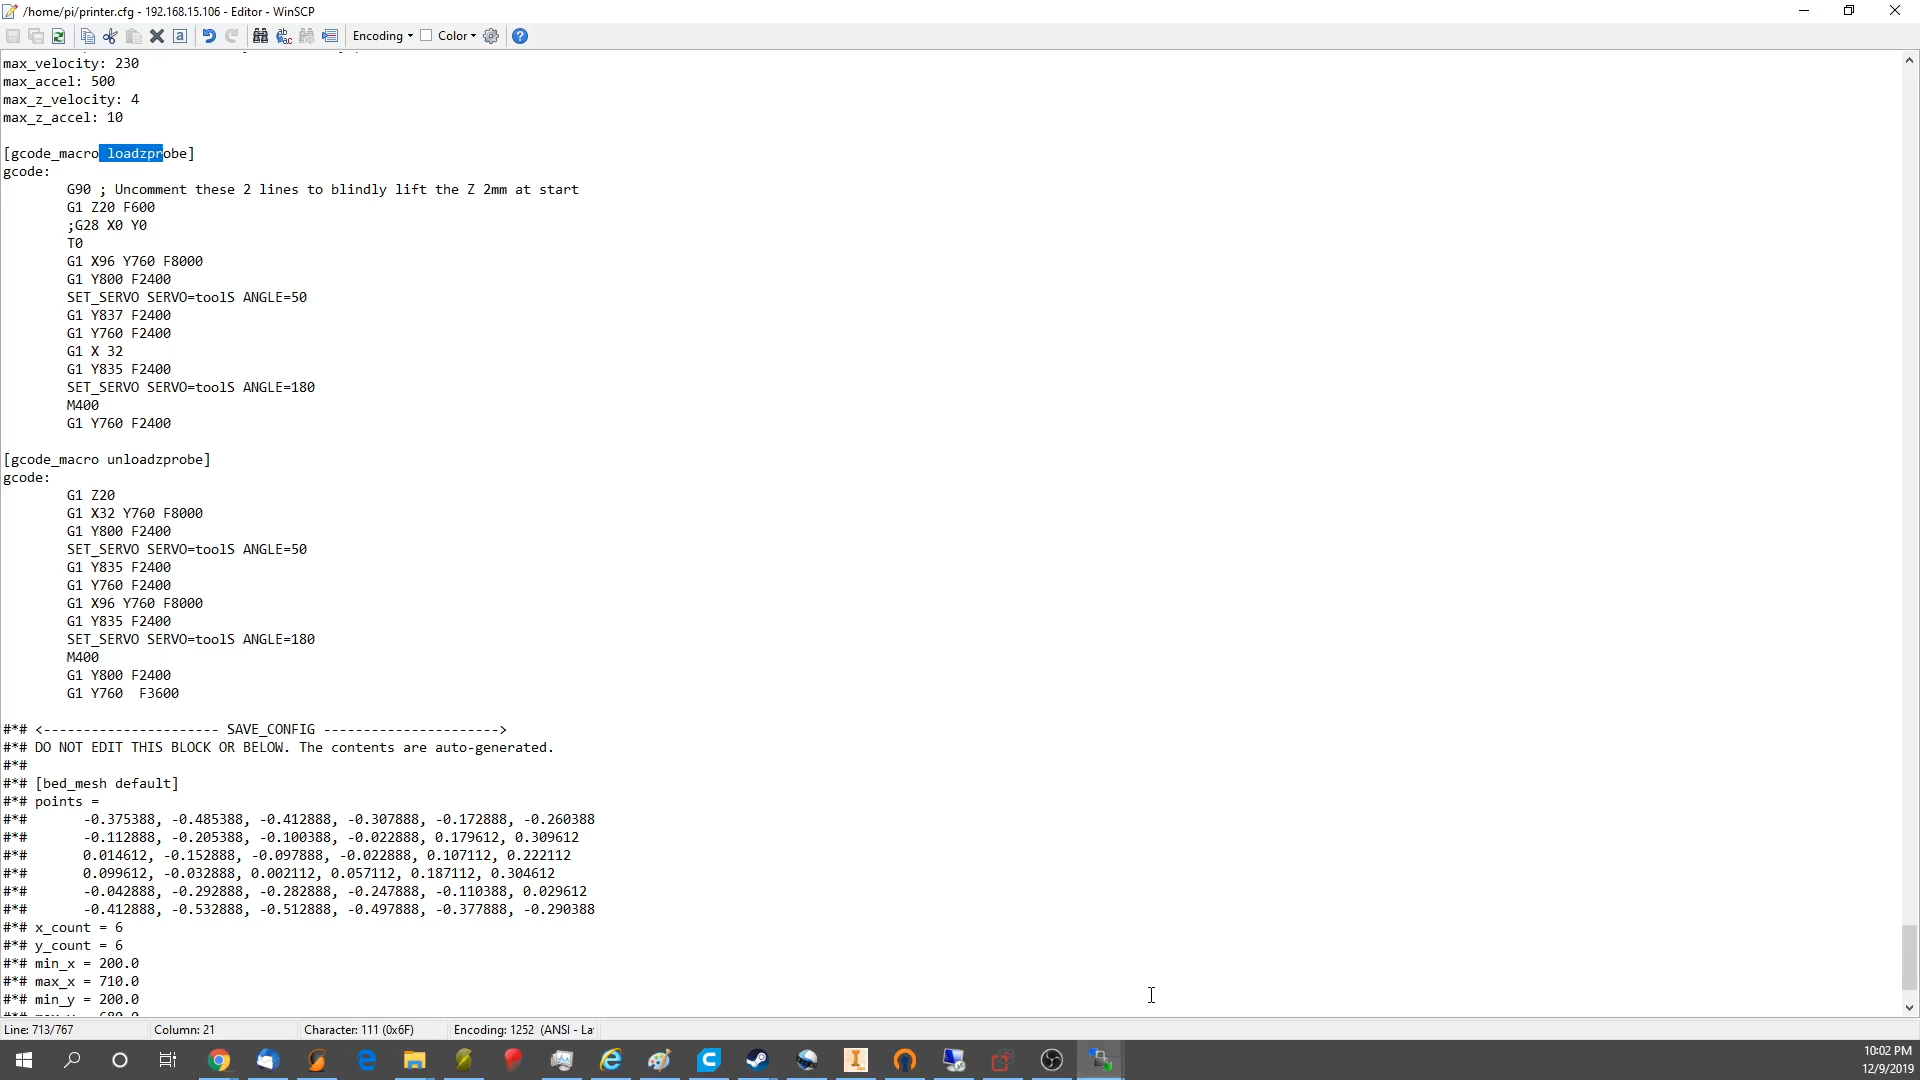 /home/pi/printer.cfg - 192.168.15.106 - Editor - WinSCP
Encoding Color
max_velocity: 230
max_accel: 500
max_z_velocity: 4
max_z_accel: 10
[gcode_macro loadzprobe]
gcode:
G90 ; Uncomment these 2 lines to blindly lift the Z 2mm at start
G1 Z20 F600
;G28 X0 Y0
T0
G1 X96 Y760 F8000
G1 Y800 F2400
SET_SERVO SERVO=toolS ANGLE=50
G1 Y837 F2400
G1 Y760 F2400
G1 X 32
G1 Y835 F2400
SET_SERVO SERVO=toolS ANGLE=180
M400
G1 Y760 F2400
[gcode_macro unloadzprobe]
gcode:
G1 Z20
G1 X32 Y760 F8000
G1 Y800 F2400
SET_SERVO SERVO=toolS ANGLE=50
G1 Y835 F2400
G1 Y760 F2400
G1 X96 Y760 F8000
G1 Y835 F2400
SET_SERVO SERVO=toolS ANGLE=180
M400
G1 Y800 F2400
G1 Y760  F3600
#*# <---------------------- SAVE_CONFIG ---------------------->
#*# DO NOT EDIT THIS BLOCK OR BELOW. The contents are auto-generated.
#*#
#*# [bed_mesh default]
#*# points =
#*# -0.375388, -0.485388, -0.412888, -0.307888, -0.172888, -0.260388
#*# -0.112888, -0.205388, -0.100388, -0.022888, 0.179612, 0.309612
#*# 0.014612, -0.152888, -0.097888, -0.022888, 0.107112, 0.222112
#*# 0.099612, -0.032888, 0.002112, 0.057112, 0.187112, 0.304612
#*# -0.042888, -0.292888, -0.282888, -0.247888, -0.110388, 0.029612
#*# -0.412888, -0.532888, -0.512888, -0.497888, -0.377888, -0.290388
#*# x_count = 6
#*# y_count = 6
#*# min_x = 200.0
#*# max_x = 710.0
#*# min_y = 200.0
Line: 713/767 Column: 21 Character: 111 (0x6F) Encoding: 1252 (ANSI - La
10:02 PM
12/9/2019